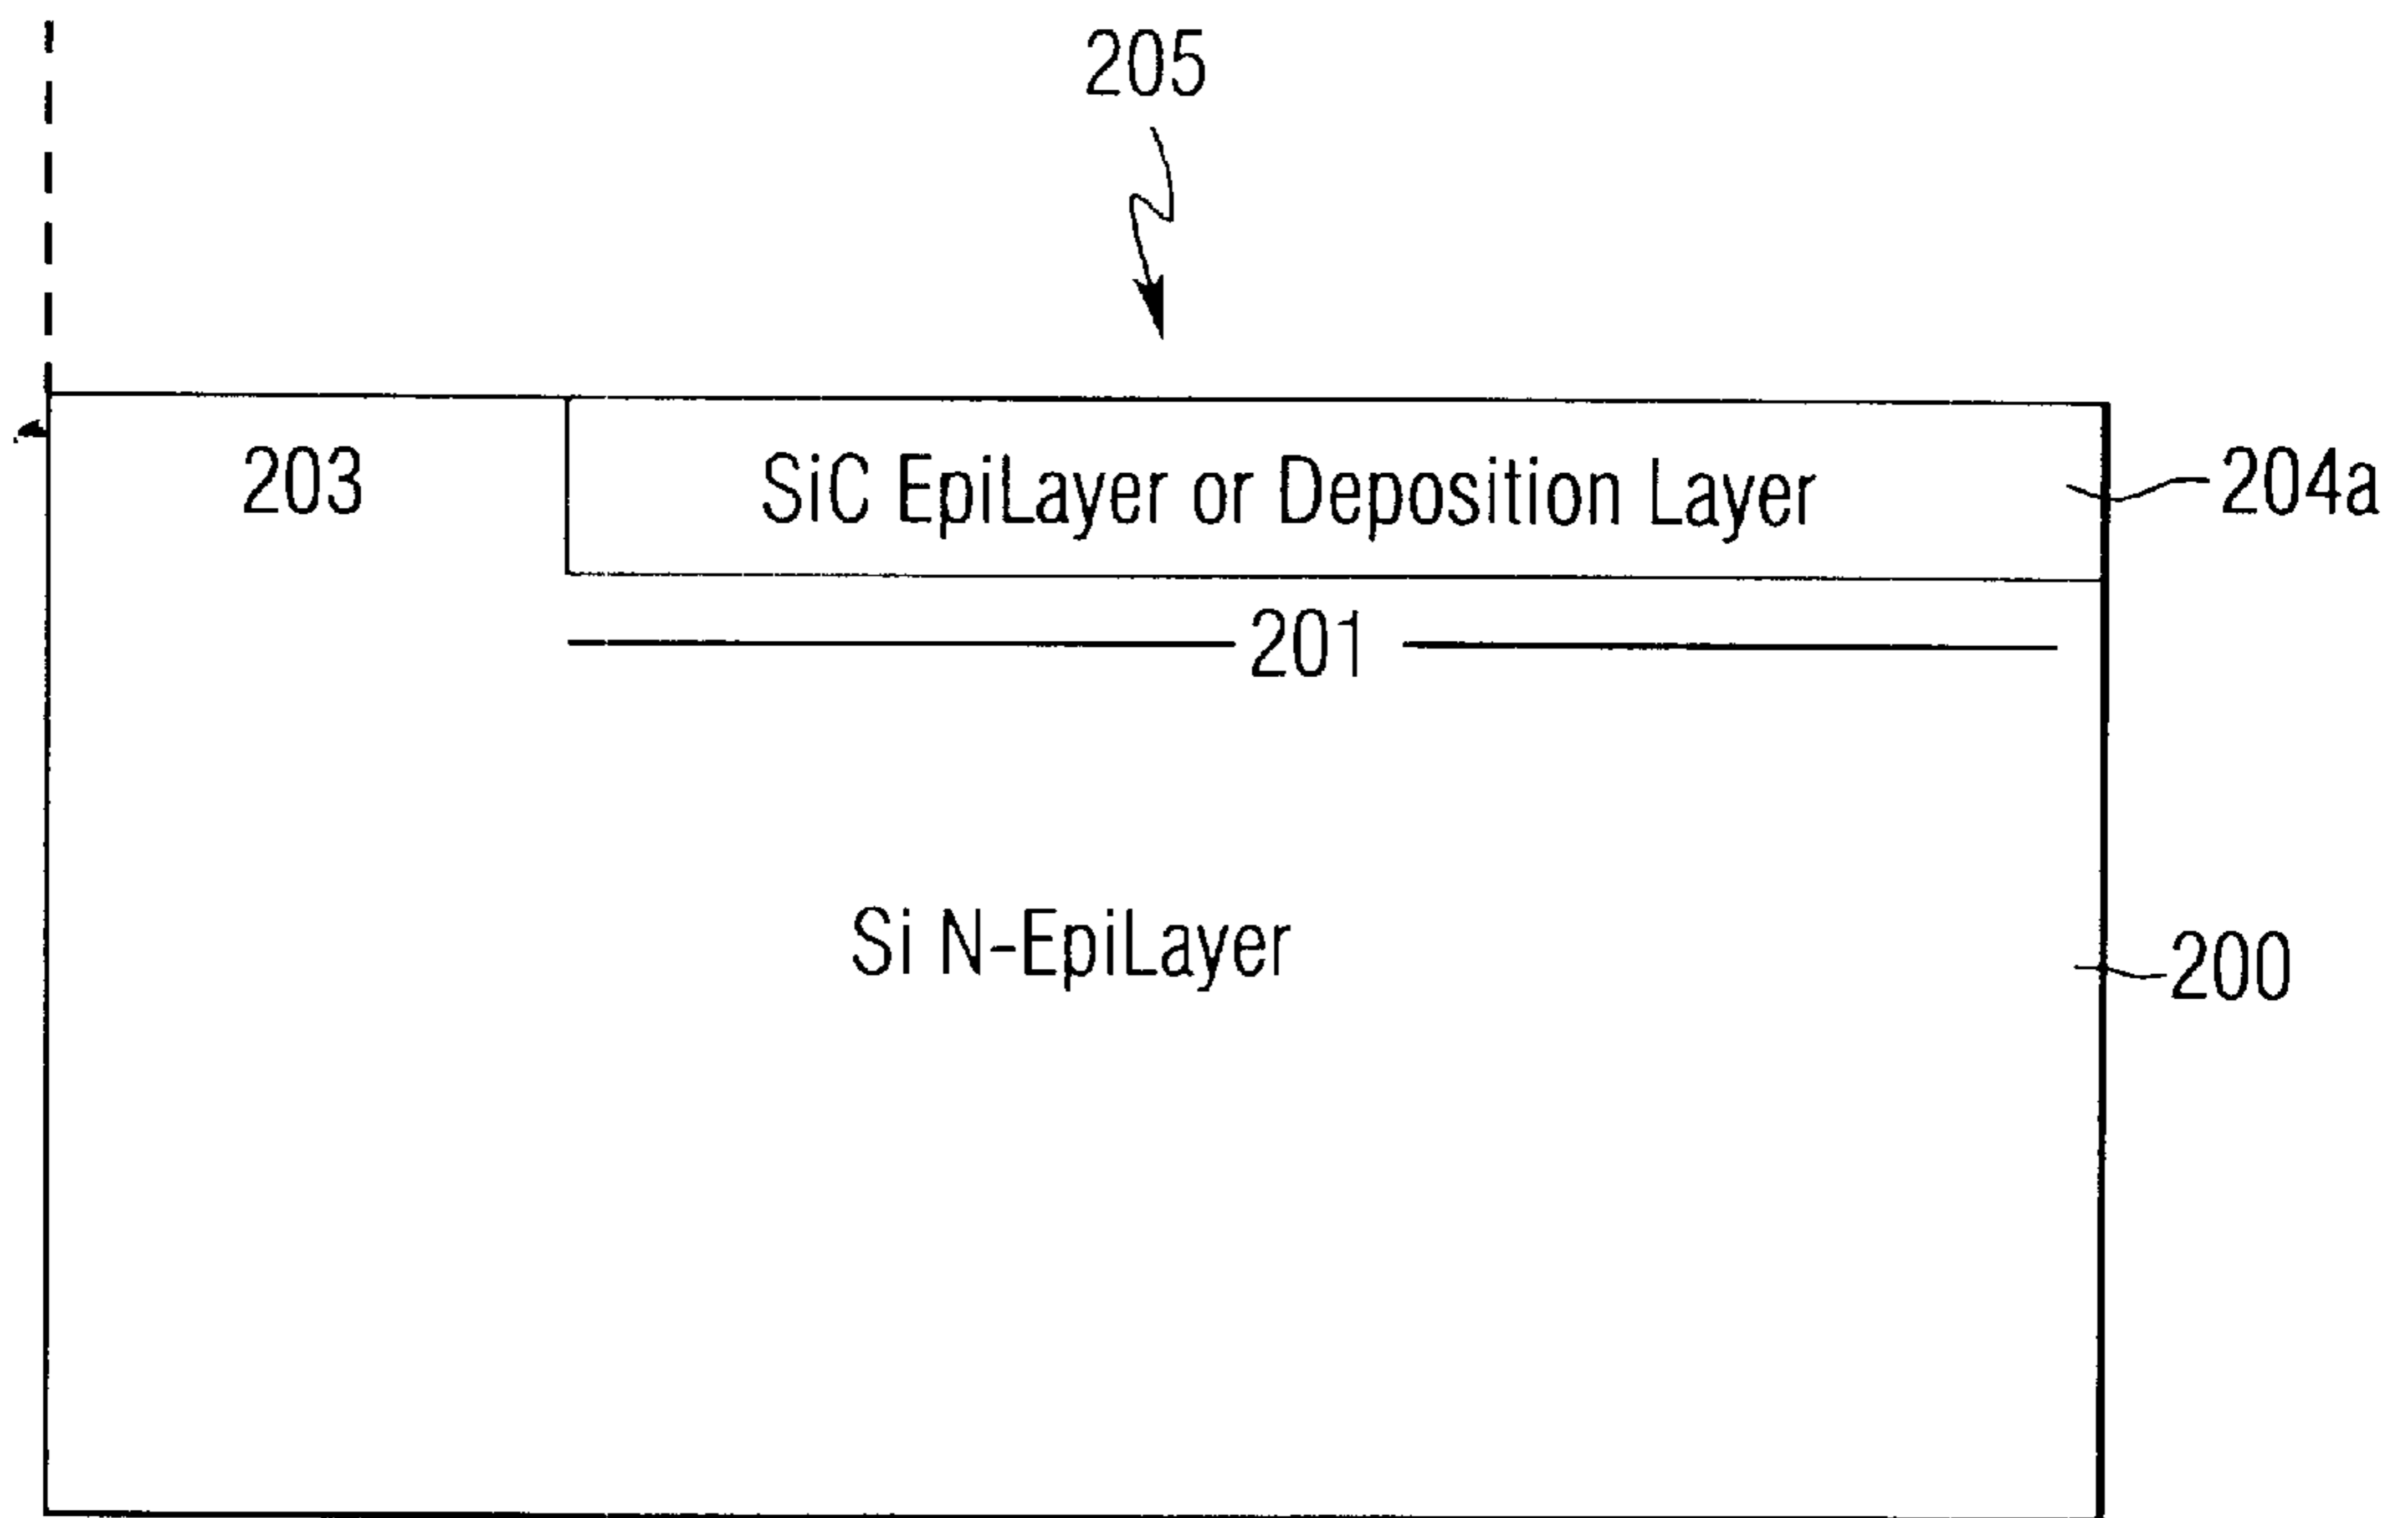 205
203
SiC EpiLayer or Deposition Layer
204a
201
Si N-EpiLayer
200